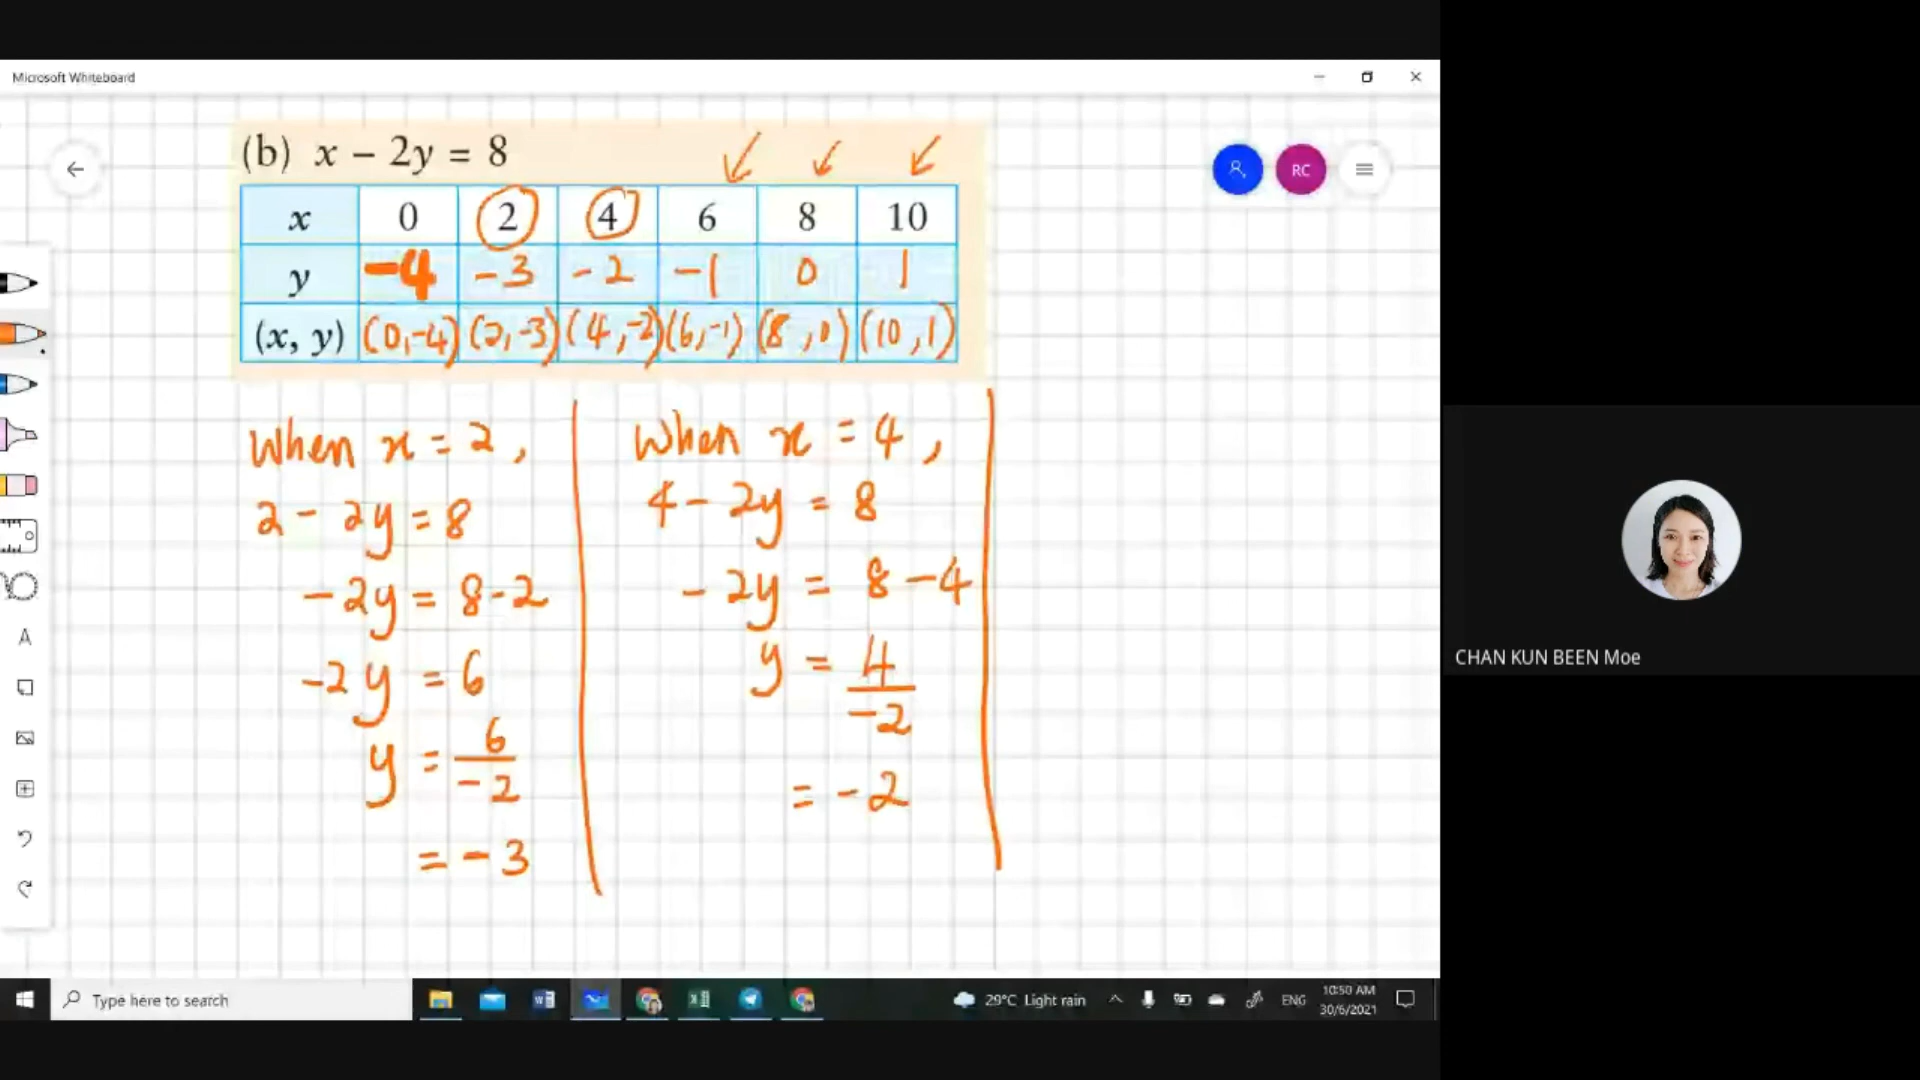 Microsoft Whiteboard
(b) x − 2y = 8
x 0 2 4 6 8 10
y -4 -3 -2 -1 0 1
(x, y) (0,-4) (2,-3) (4,-2) (6,-1) (8,0) (10,1)
RC
When x = 2,
2 - 2y = 8
-2y = 8-2
-2y = 6
y = 6/-2
= -3
When x = 4,
4 - 2y = 8
-2y = 8-4
y = 4/-2
= -2
CHAN KUN BEEN Moe
Type here to search
29°C Light rain
ENG
10:50 AM
30/6/2021